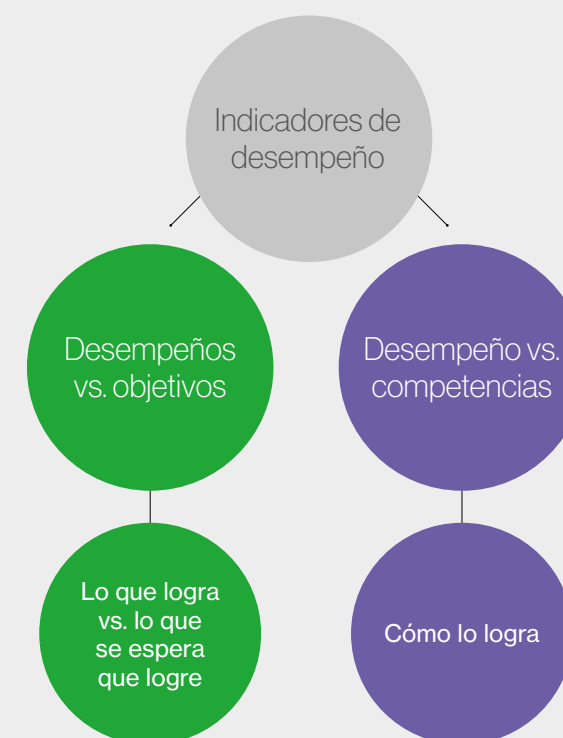 Indicadores de
desempeño
Desempeños
vs. objetivos
Desempeño vs.
competencias
Lo que logra
vs. lo que
se espera
que logre
Cómo lo logra